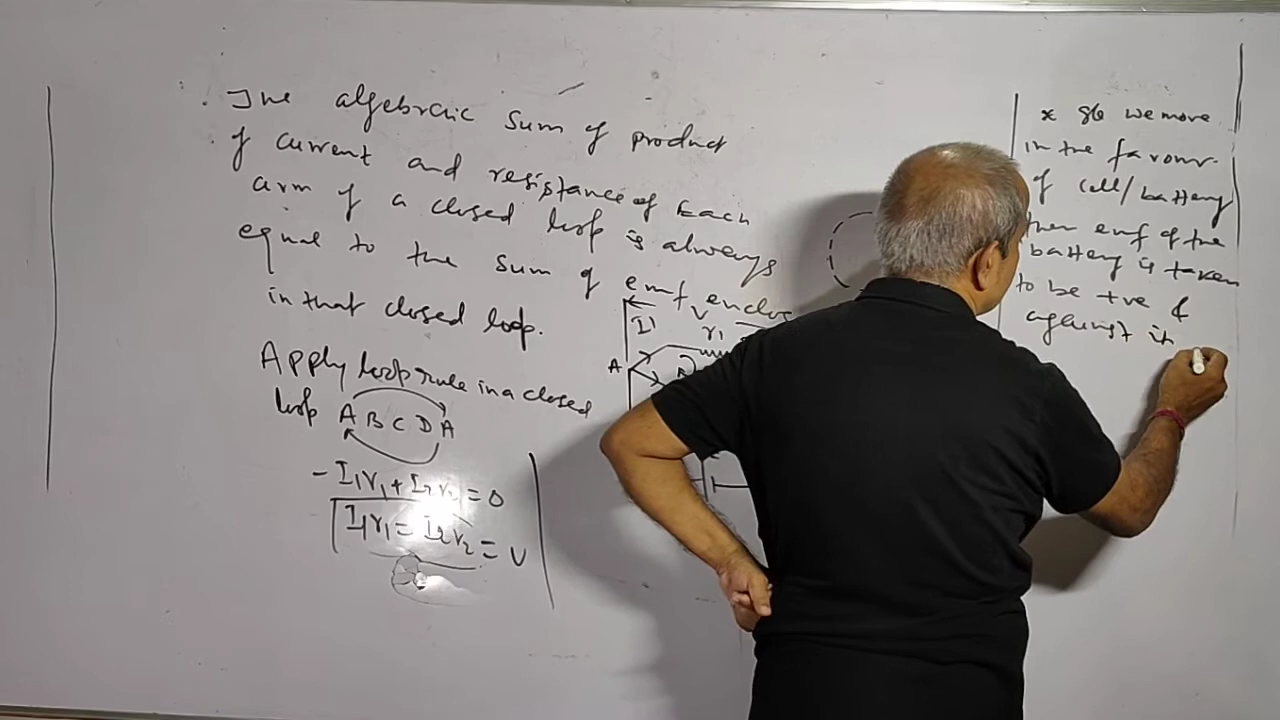 The algebraic sum of product
of current and resistance of Each
arm of a closed loop is always
equal to the sum of emf enclos
in that closed loop.
Apply loop rule in a closed
loop A B C D A
-I₁r₁ + I₂r₂ = 0
I₁r₁ = I₂r₂ = V
I
V
r₁
A
B
x If we move
in the favour
of cell/battery
then emf of the
battery is taken
to be +ve &
against it